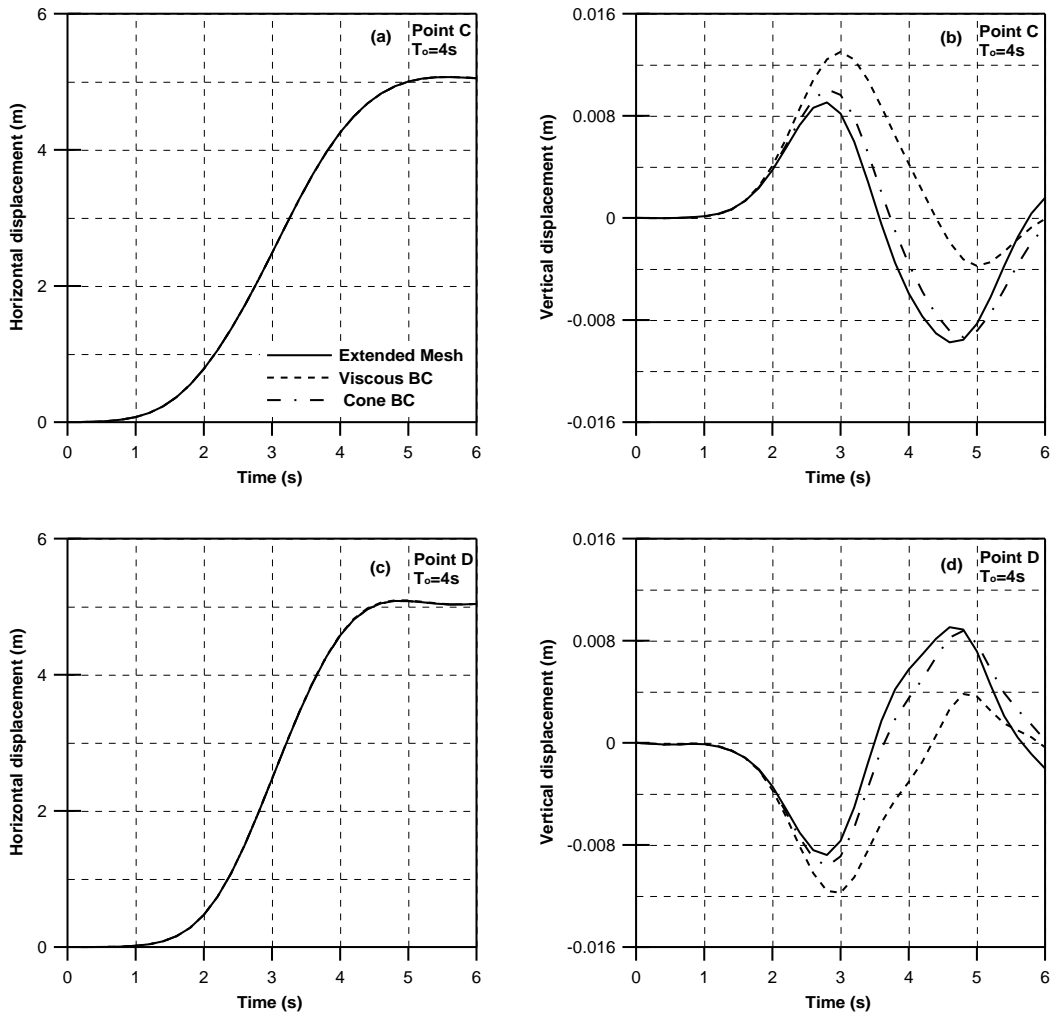 6
4
2
0
Horizontal displacement (m)
(a)
Point C
To=4s
Extended Mesh
Viscous BC
Cone BC
0 1 2 3 4 5 6
Time (s)
0.016
0.008
0
-0.008
-0.016
Vertical displacement (m)
(b)
Point C
To=4s
0 1 2 3 4 5 6
Time (s)
6
4
2
0
Horizontal displacement (m)
(c)
Point D
To=4s
0 1 2 3 4 5 6
Time (s)
0.016
0.008
0
-0.008
-0.016
Vertical displacement (m)
(d)
Point D
To=4s
0 1 2 3 4 5 6
Time (s)